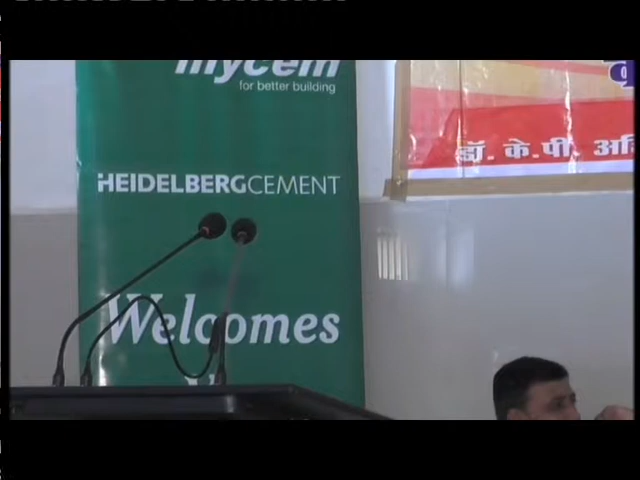 mycem
for better building
डॉ. के.पी.
HEIDELBERGCEMENT
Welcomes